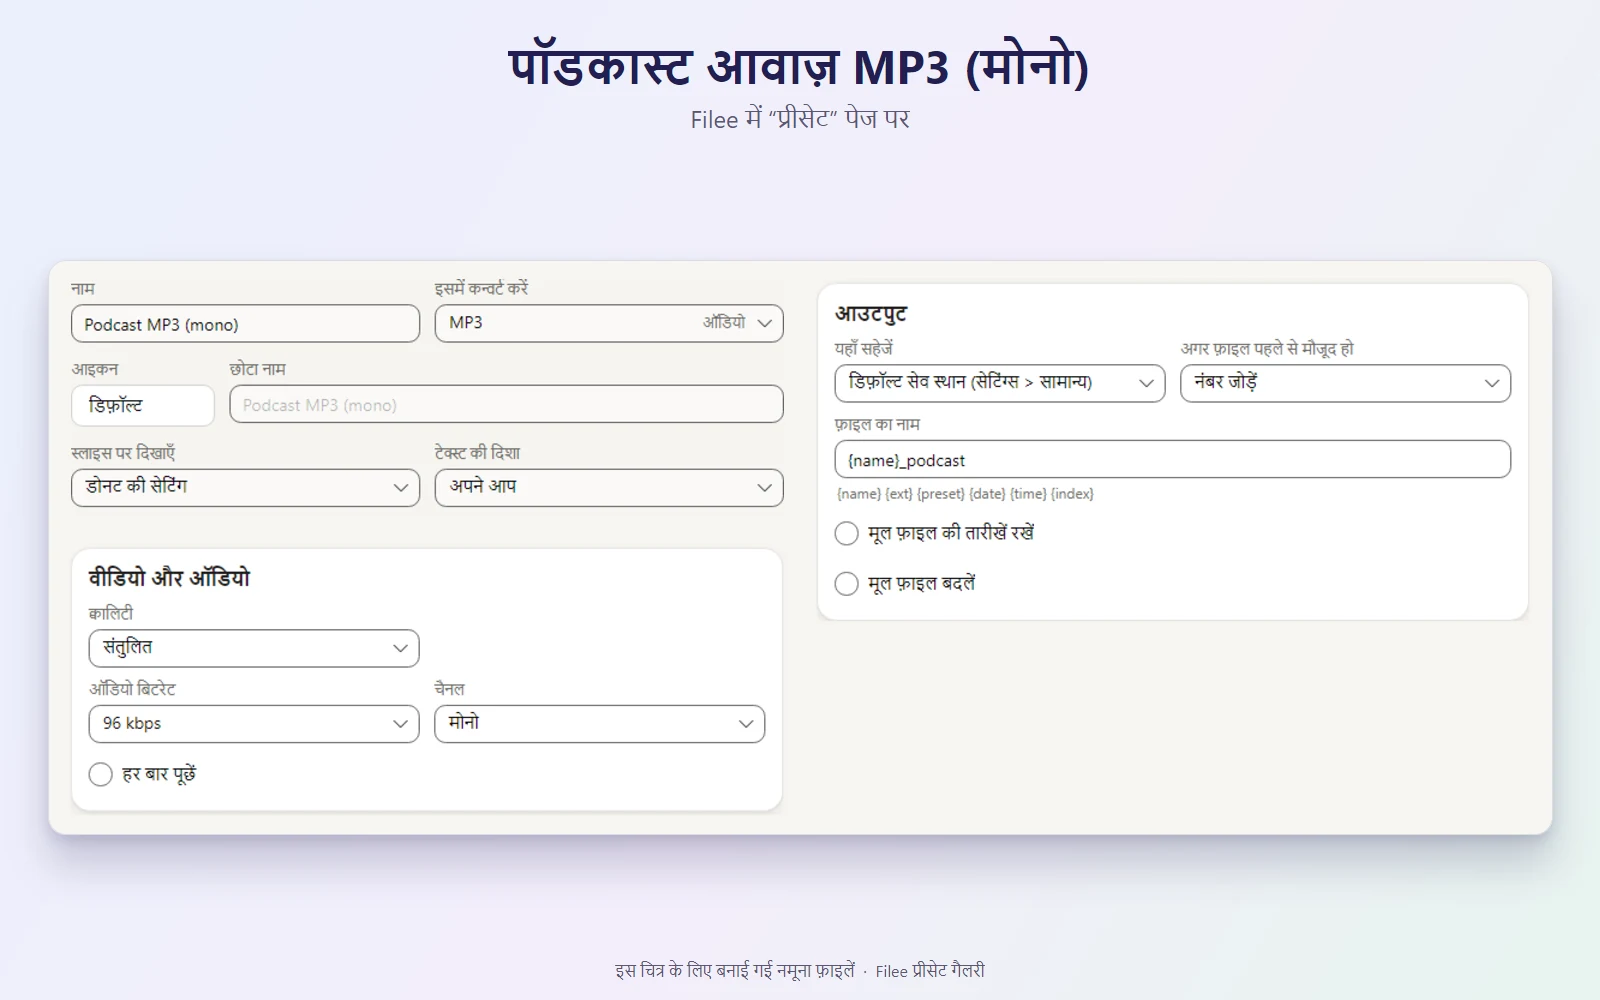 पॉडकास्ट आवाज़ MP3 (मोनो)
Filee में “प्रीसेट” पेज पर
नाम
Podcast MP3 (mono)
इसमें कन्वर्ट करें
MP3 ऑडियो
आइकन
डिफ़ॉल्ट
छोटा नाम
Podcast MP3 (mono)
स्लाइस पर दिखाएँ
डोनट की सेटिंग
टेक्स्ट की दिशा
अपने आप
वीडियो और ऑडियो
क्वालिटी
संतुलित
ऑडियो बिटरेट
96 kbps
चैनल
मोनो
हर बार पूछें
आउटपुट
यहाँ सहेजें
डिफ़ॉल्ट सेव स्थान (सेटिंग्स > सामान्य)
अगर फ़ाइल पहले से मौजूद हो
नंबर जोड़ें
फ़ाइल का नाम
{name}_podcast
{name} {ext} {preset} {date} {time} {index}
मूल फ़ाइल की तारीखें रखें
मूल फ़ाइल बदलें
इस चित्र के लिए बनाई गई नमूना फ़ाइलें · Filee प्रीसेट गैलरी